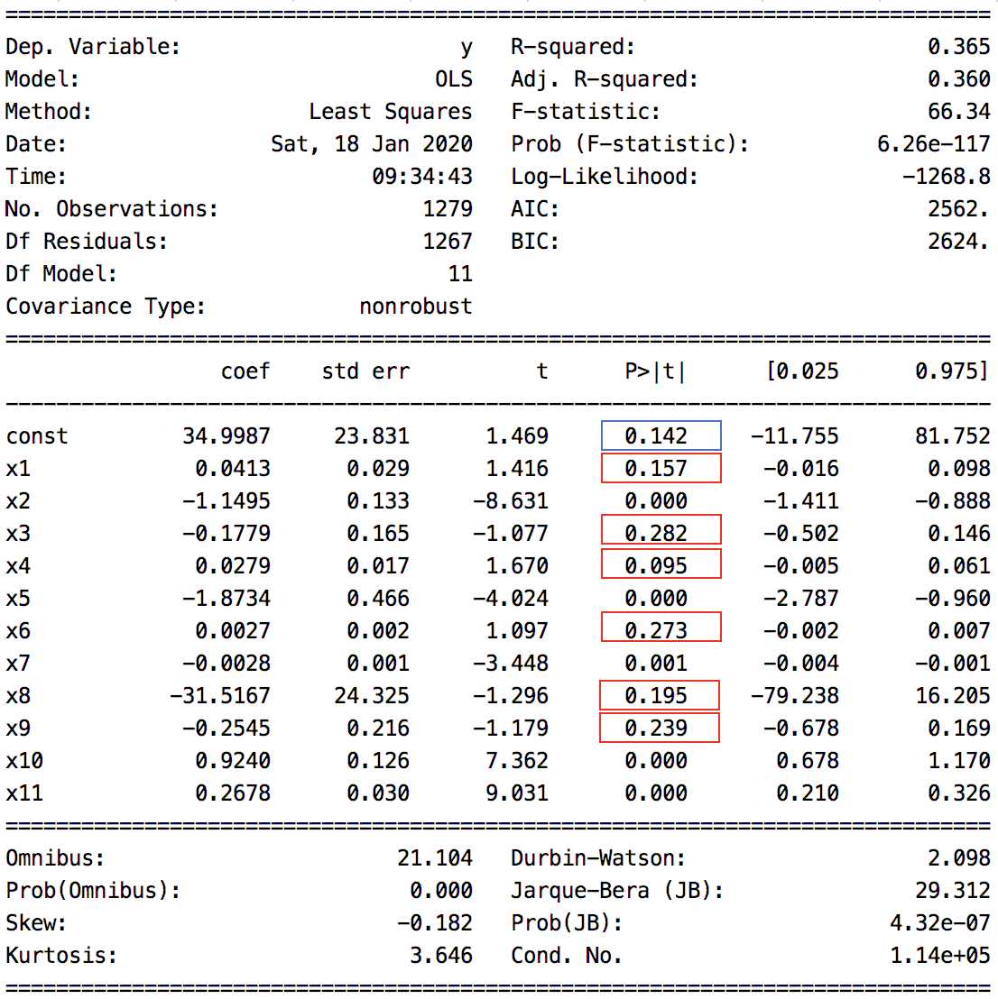 Dep. Variable: y R-squared: 0.365
Model: OLS Adj. R-squared: 0.360
Method: Least Squares F-statistic: 66.34
Date: Sat, 18 Jan 2020 Prob (F-statistic): 6.26e-117
Time: 09:34:43 Log-Likelihood: -1268.8
No. Observations: 1279 AIC: 2562.
Df Residuals: 1267 BIC: 2624.
Df Model: 11
Covariance Type: nonrobust
coef std err t P>|t| [0.025 0.975]
const 34.9987 23.831 1.469 0.142 -11.755 81.752
x1 0.0413 0.029 1.416 0.157 -0.016 0.098
x2 -1.1495 0.133 -8.631 0.000 -1.411 -0.888
x3 -0.1779 0.165 -1.077 0.282 -0.502 0.146
x4 0.0279 0.017 1.670 0.095 -0.005 0.061
x5 -1.8734 0.466 -4.024 0.000 -2.787 -0.960
x6 0.0027 0.002 1.097 0.273 -0.002 0.007
x7 -0.0028 0.001 -3.448 0.001 -0.004 -0.001
x8 -31.5167 24.325 -1.296 0.195 -79.238 16.205
x9 -0.2545 0.216 -1.179 0.239 -0.678 0.169
x10 0.9240 0.126 7.362 0.000 0.678 1.170
x11 0.2678 0.030 9.031 0.000 0.210 0.326
Omnibus: 21.104 Durbin-Watson: 2.098
Prob(Omnibus): 0.000 Jarque-Bera (JB): 29.312
Skew: -0.182 Prob(JB): 4.32e-07
Kurtosis: 3.646 Cond. No. 1.14e+05